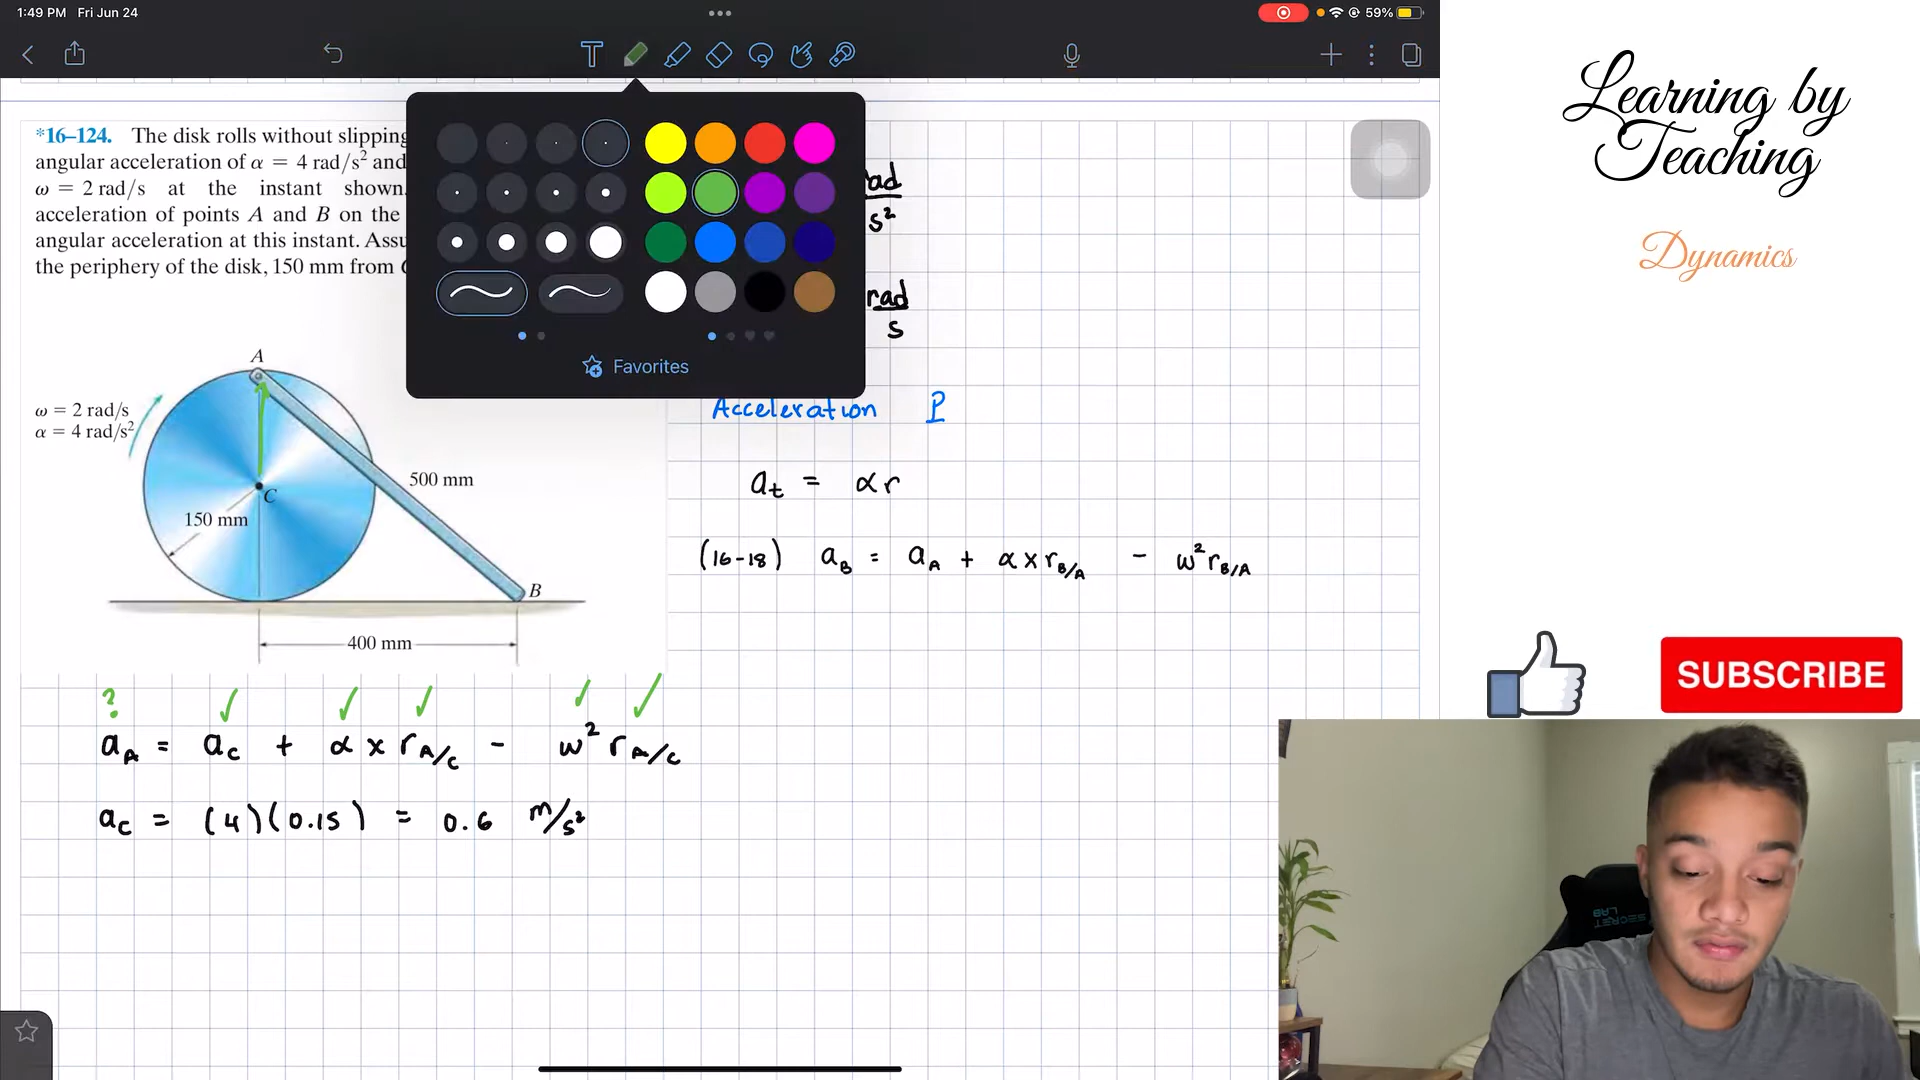 1:49 PM Fri Jun 24
59%
Learning by
Teaching
Dynamics
*16–124. The disk rolls without slipping
angular acceleration of α = 4 rad/s² and
ω = 2 rad/s at the instant shown.
acceleration of points A and B on the
angular acceleration at this instant. Assu
the periphery of the disk, 150 mm from
Favorites
ad
s²
rad
s
A
ω = 2 rad/s
α = 4 rad/s²
C
150 mm
500 mm
B
400 mm
Acceleration P
a_t = αr
(16-18) a_B = a_A + α × r_B/A - ω² r_B/A
? ✓ ✓ ✓ ✓ ✓
a_A = a_C + α × r_A/C - ω² r_A/C
a_C = (4)(0.15) = 0.6 m/s²
SUBSCRIBE
SECRET
LAB